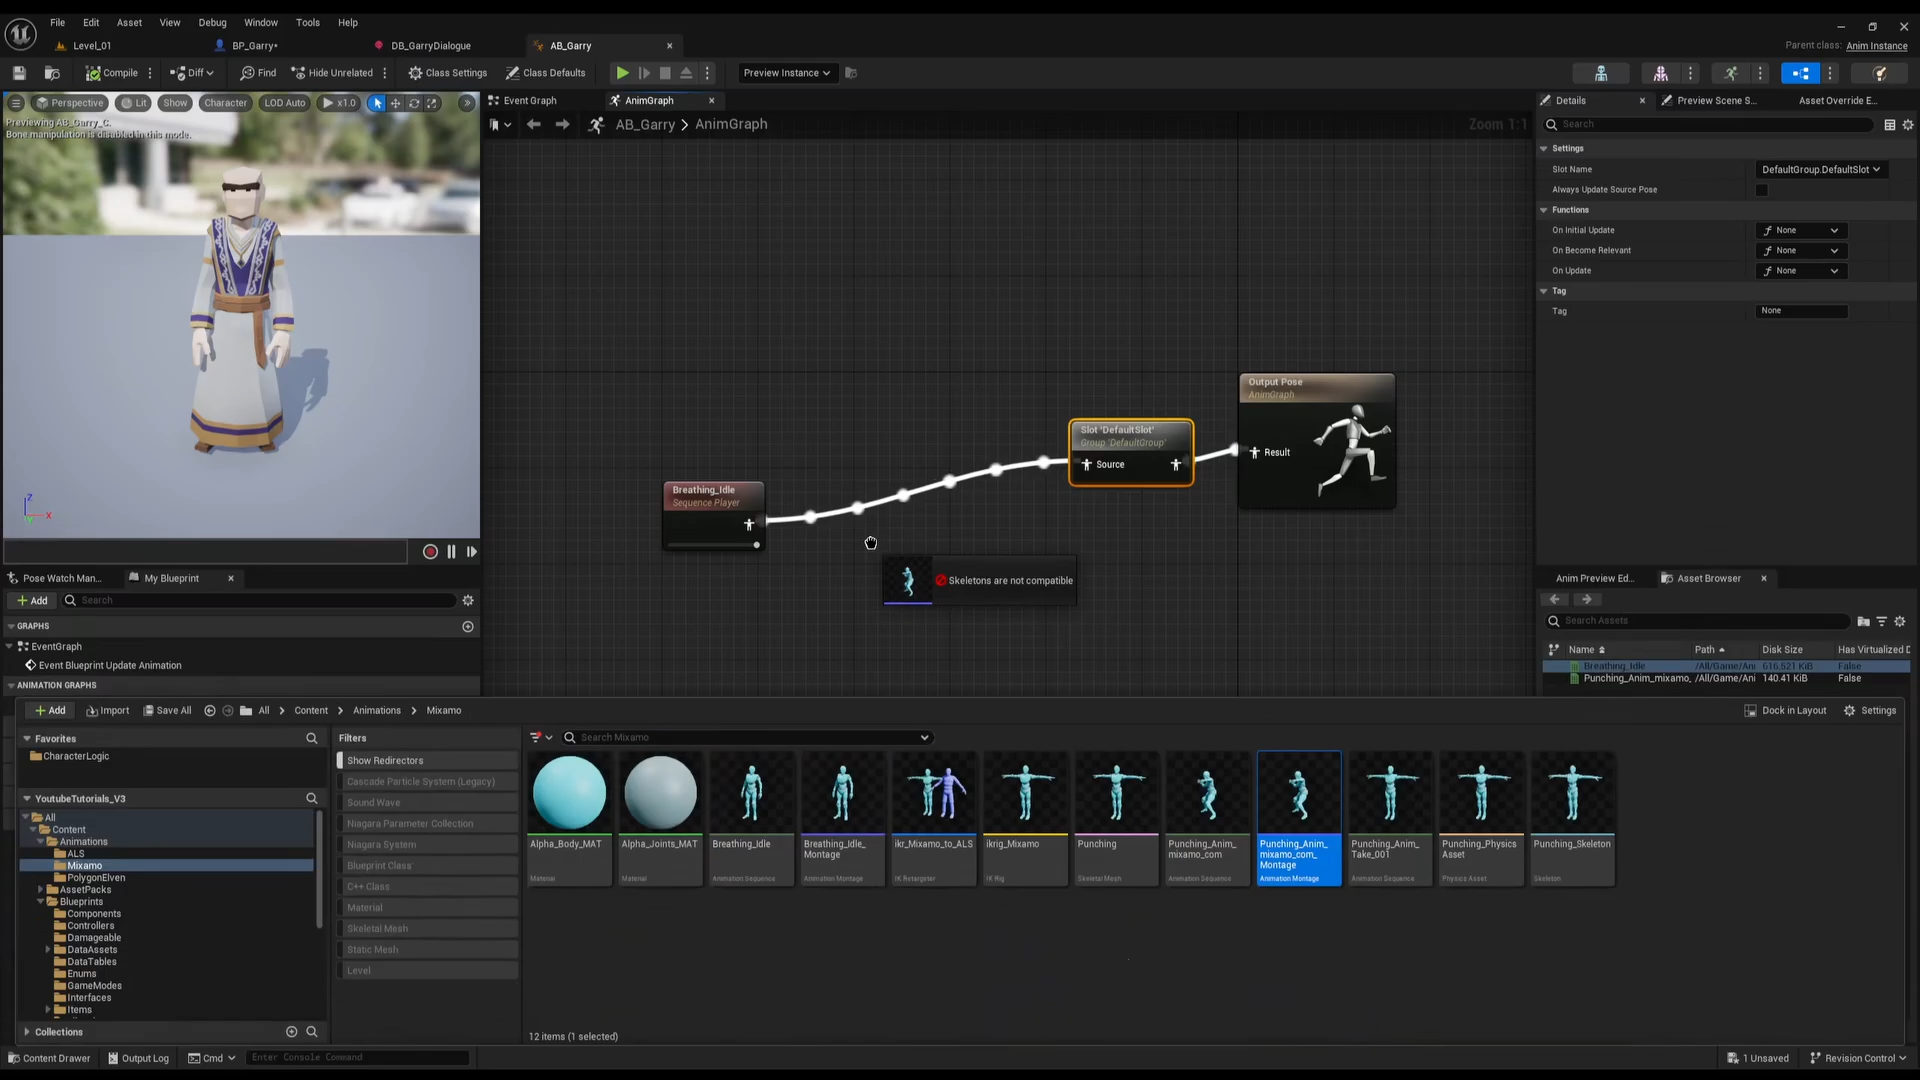 File Edit Asset View Debug Window Tools Help
Level_01 BP_Garry* DB_GarryDialogue AB_Garry
Parent class: Anim Instance
Compile Diff Find Hide Unrelated Class Settings Class Defaults Preview Instance
Perspective Lit Show Character LOD Auto x1.0
Previewing AB_Garry_C.
Bone manipulation is disabled in this mode.
Z
X
Event Graph AnimGraph
AB_Garry > AnimGraph
Zoom 1:1
Breathing_Idle
Sequence Player
Slot 'DefaultSlot'
Group 'DefaultGroup'
Source
Output Pose
AnimGraph
Result
Skeletons are not compatible
Details Preview Scene S... Asset Override E...
Search
Settings
Slot Name DefaultGroup.DefaultSlot
Always Update Source Pose
Functions
On Initial Update None
On Become Relevant None
On Update None
Tag
Tag None
Pose Watch Man... My Blueprint
Add Search
GRAPHS
EventGraph
Event Blueprint Update Animation
ANIMATION GRAPHS
Anim Preview Ed... Asset Browser
Search Assets
Name Path Disk Size Has Virtualized D
Breathing_Idle /All/Game/Ani 616.521 KiB False
Punching_Anim_mixamo_ /All/Game/Ani 140.41 KiB False
Add Import Save All All > Content > Animations > Mixamo
Dock in Layout Settings
Favorites
CharacterLogic
YoutubeTutorials_V3
All
Content
Animations
ALS
Mixamo
PolygonElven
AssetPacks
Blueprints
Components
Controllers
Damageable
DataAssets
DataTables
Enums
GameModes
Interfaces
Items
Collections
Filters
Show Redirectors
Cascade Particle System (Legacy)
Sound Wave
Niagara Parameter Collection
Niagara System
Blueprint Class
C++ Class
Material
Skeletal Mesh
Static Mesh
Level
Search Mixamo
Alpha_Body_MAT
Material
Alpha_Joints_MAT
Material
Breathing_Idle
Animation Sequence
Breathing_Idle_
Montage
Animation Montage
ikr_Mixamo_to_ALS
IK Retargeter
ikrig_Mixamo
IK Rig
Punching
Skeletal Mesh
Punching_Anim_
mixamo_com
Animation Sequence
Punching_Anim_
mixamo_com_
Montage
Animation Montage
Punching_Anim_
Take_001
Animation Sequence
Punching_Physics
Asset
Physics Asset
Punching_Skeleton
Skeleton
12 items (1 selected)
Content Drawer Output Log Cmd Enter Console Command
1 Unsaved Revision Control